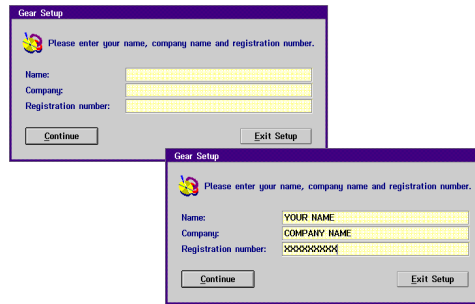 Gear Setup
Please enter your name, company name and registration number.
Name:
Company:
Registration number:
Continue Exit Setup
Gear Setup
Please enter your name, company name and registration number.
Name: YOUR NAME
Company: COMPANY NAME
Registration number: XXXXXXXXXX
Continue Exit Setup